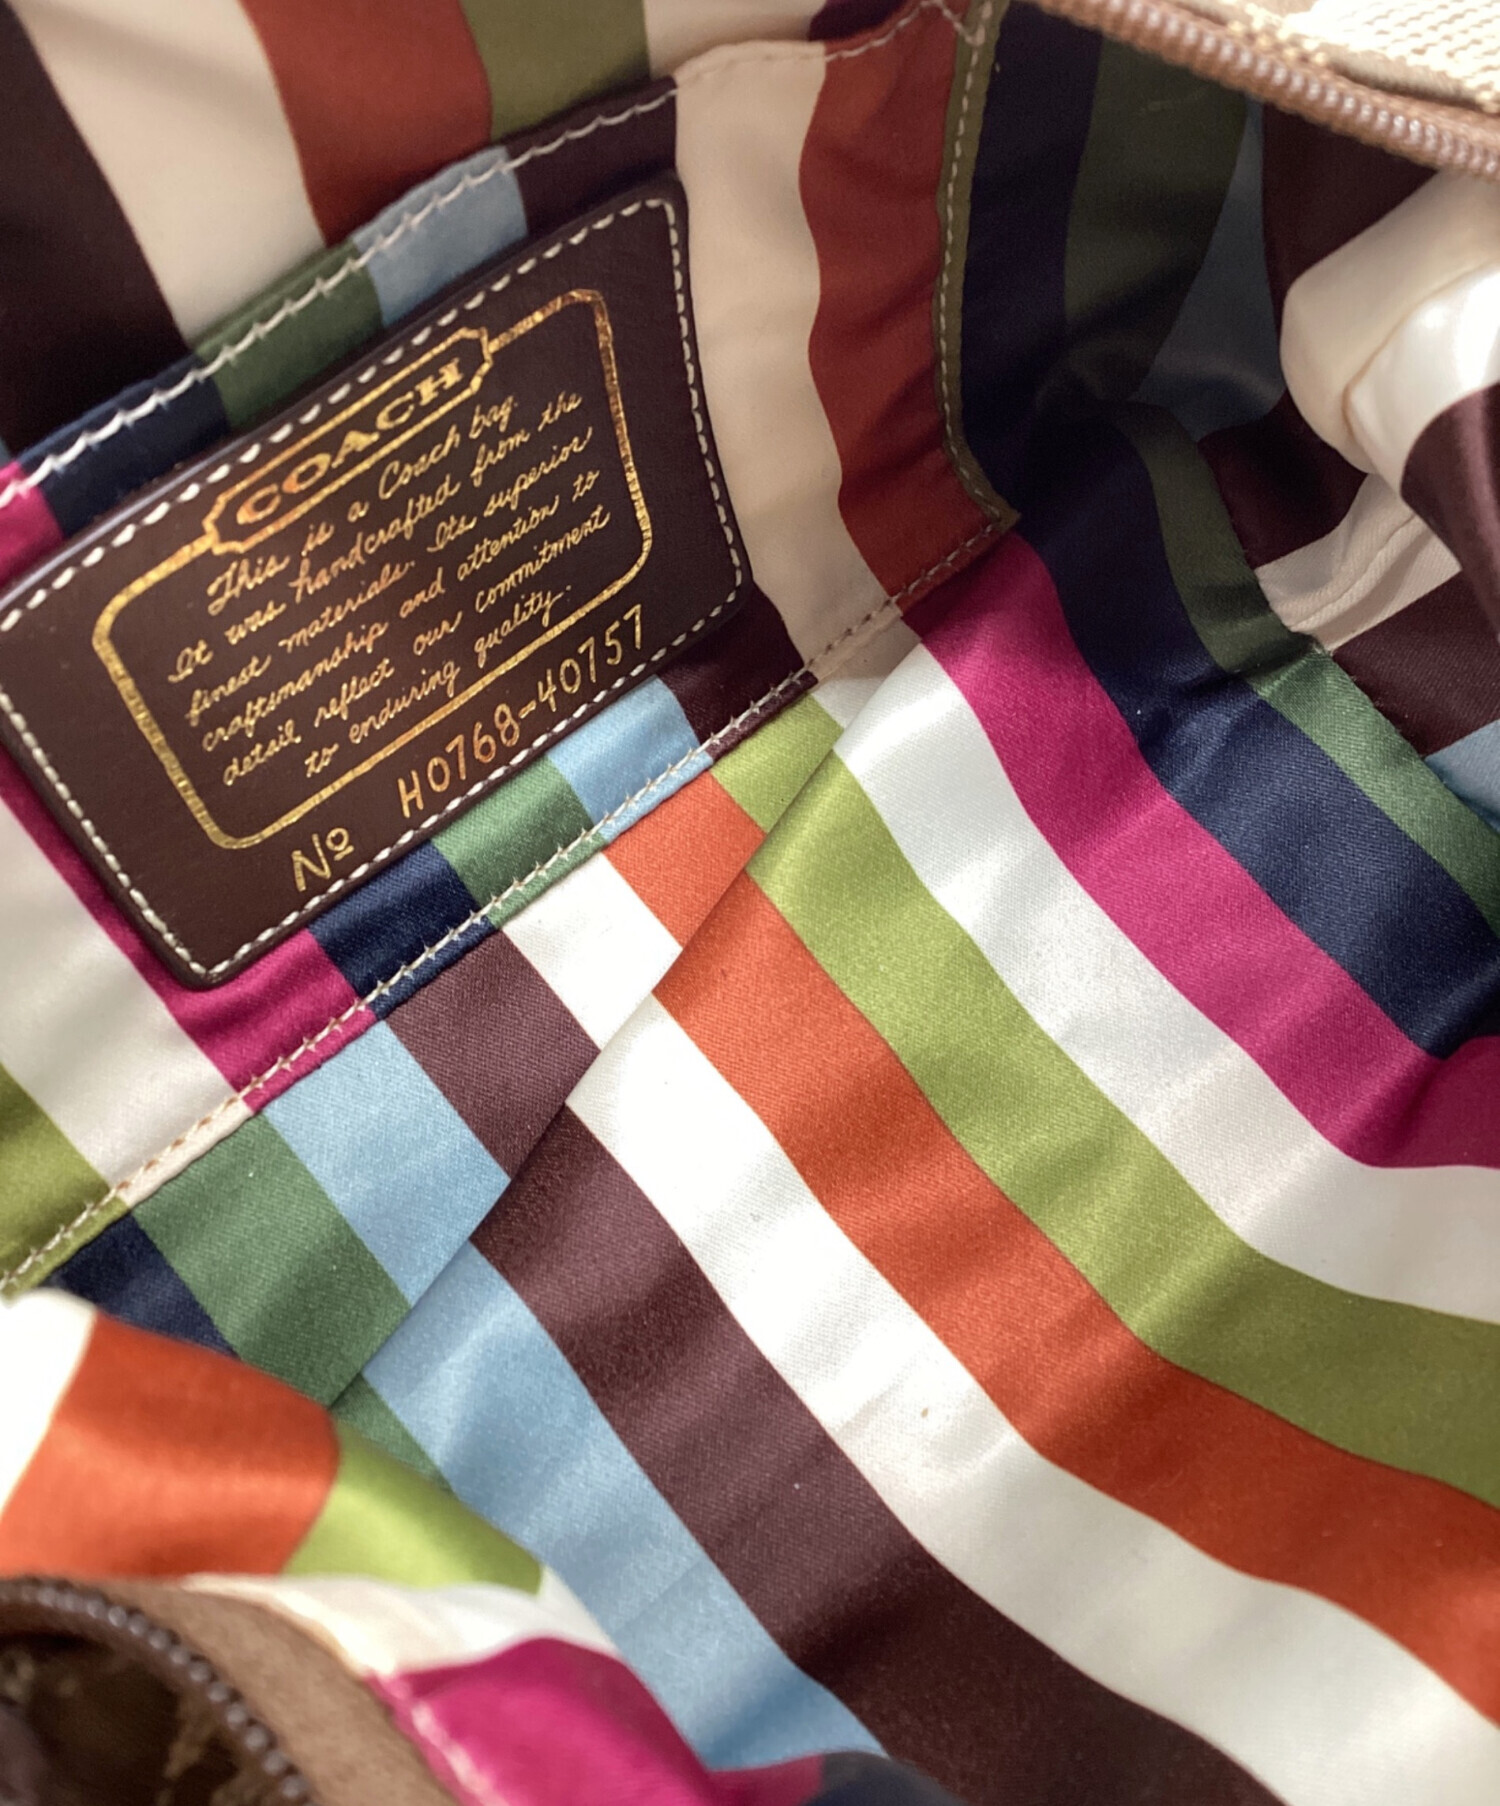 COACH
This is a Coach bag.
It was handcrafted from the
finest materials. Its superior
craftsmanship and attention to
detail reflect our commitment
to enduring quality.
Nº H0768-40757